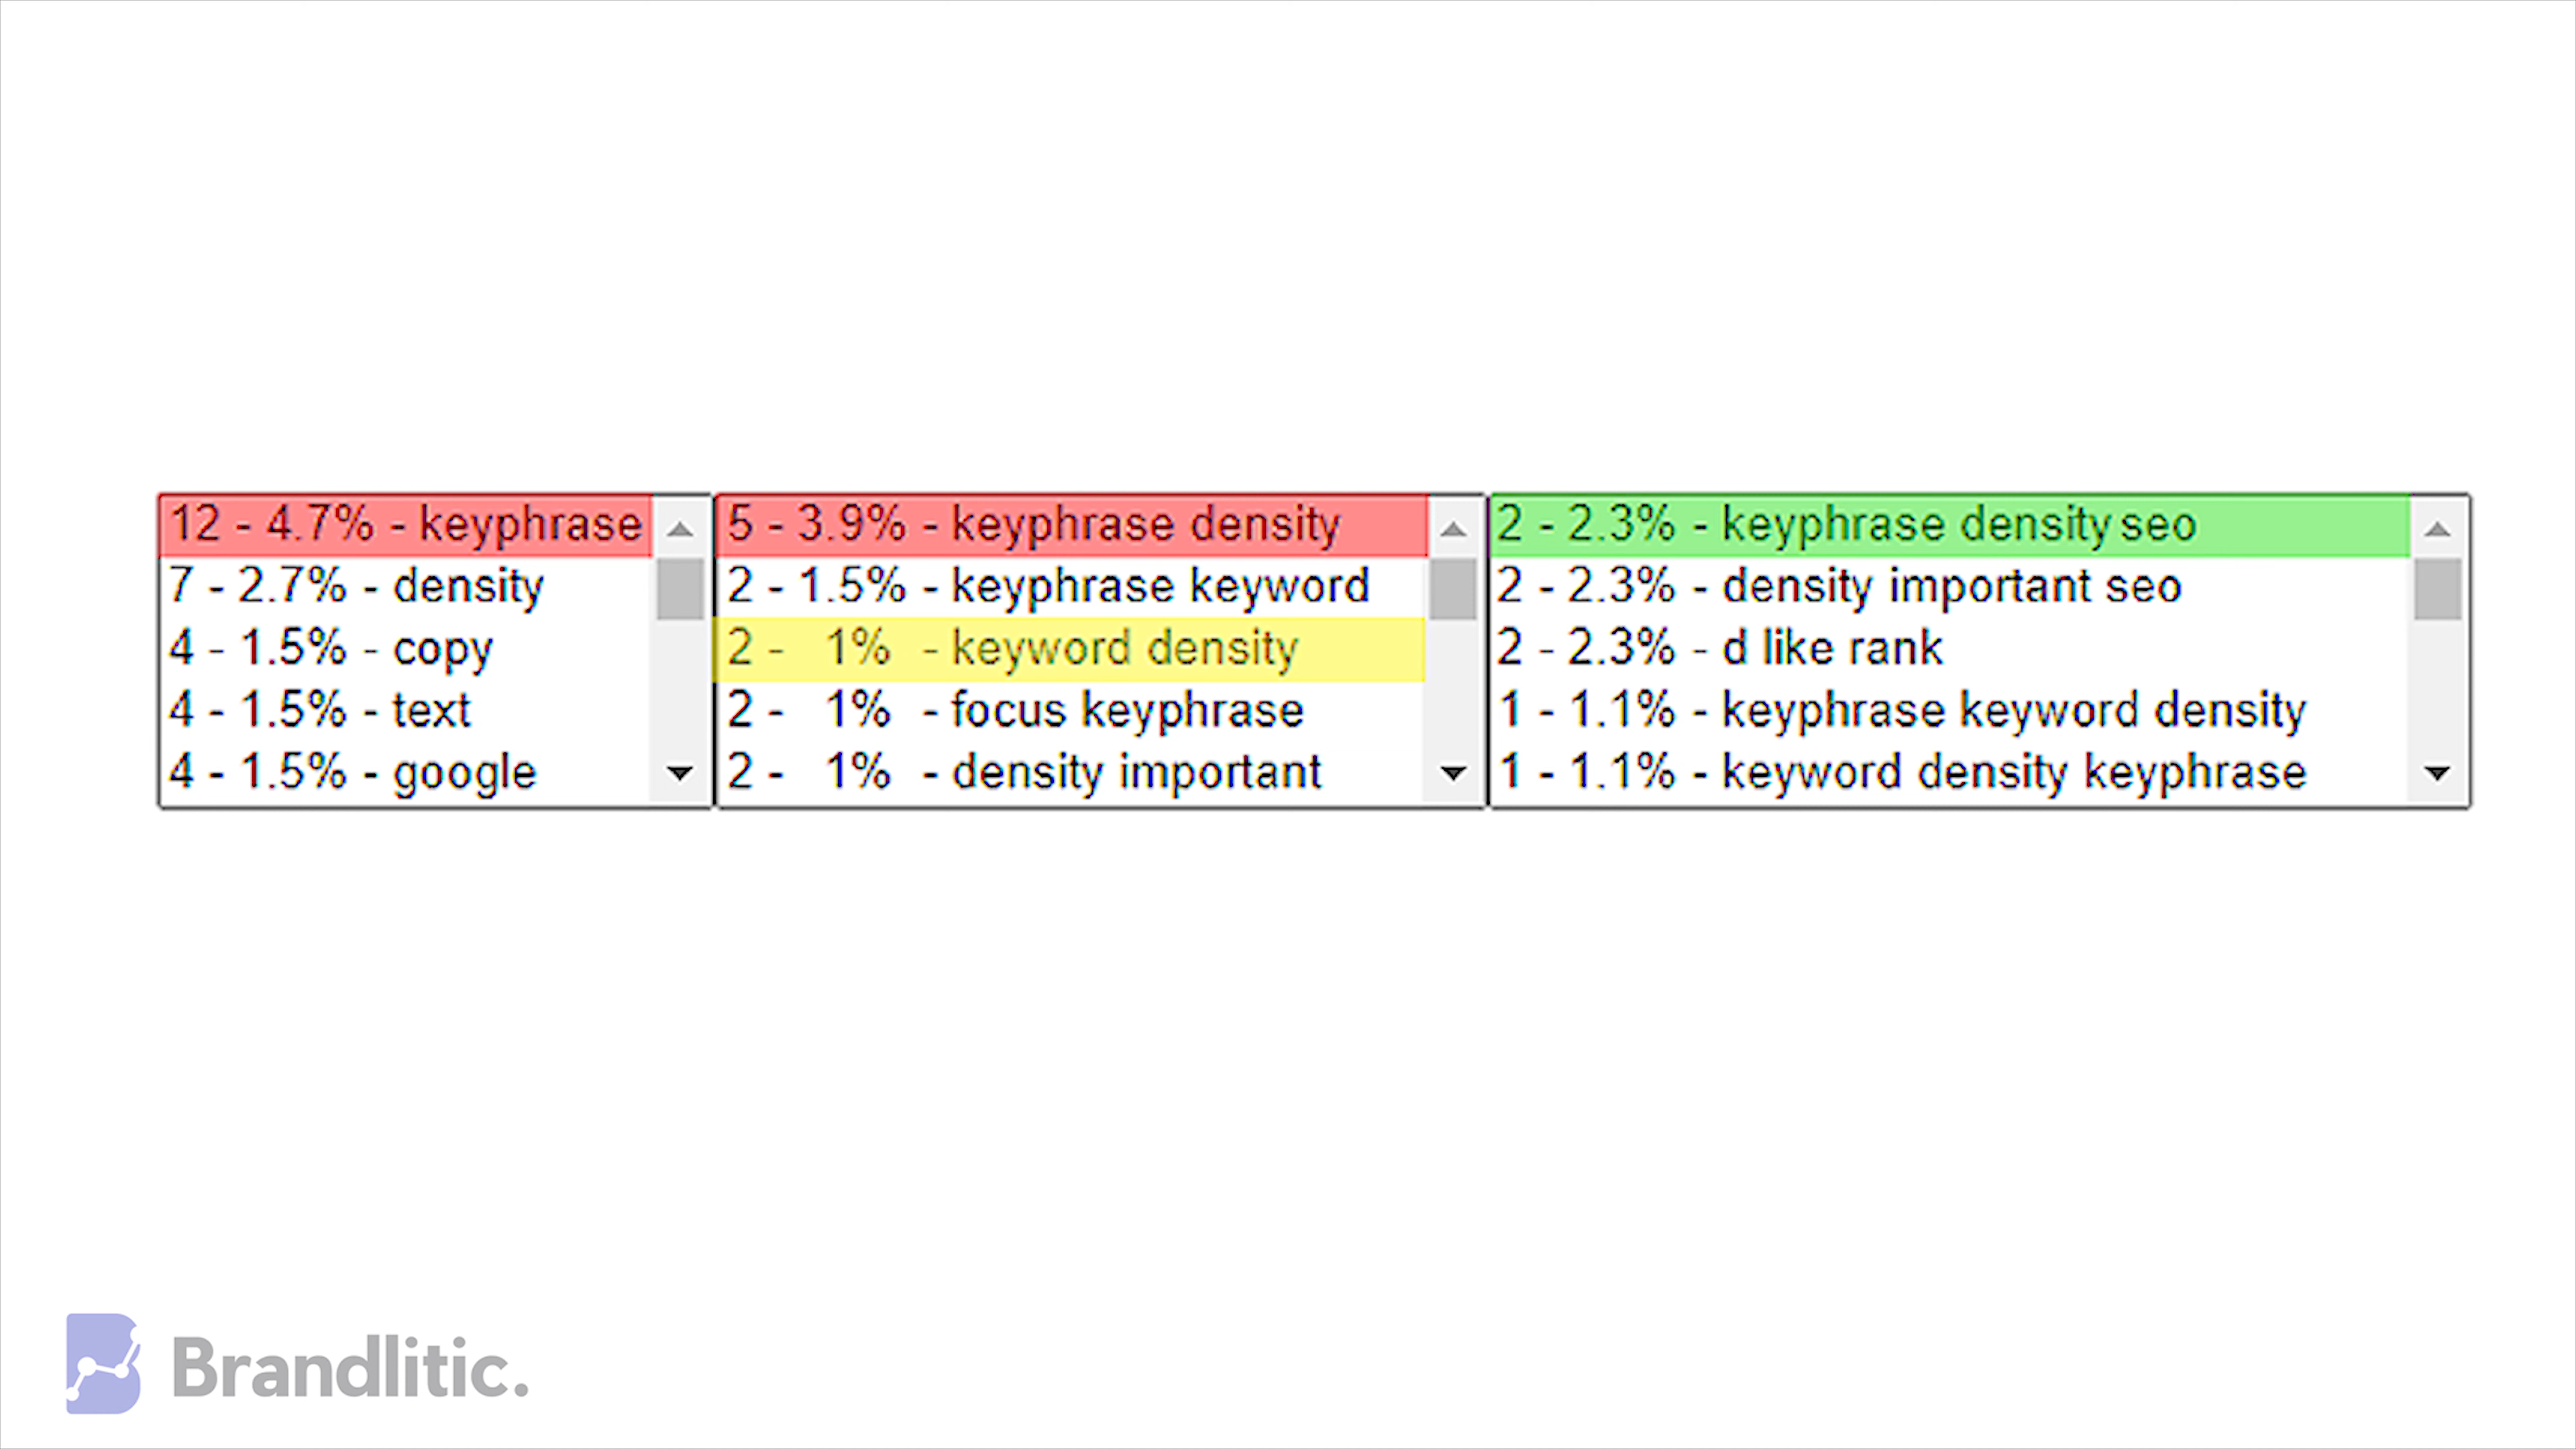 12 - 4.7% - keyphrase
7 - 2.7% - density
4 - 1.5% - copy
4 - 1.5% - text
4 - 1.5% - google
5 - 3.9% - keyphrase density
2 - 1.5% - keyphrase keyword
2 - 1% - keyword density
2 - 1% - focus keyphrase
2 - 1% - density important
2 - 2.3% - keyphrase density seo
2 - 2.3% - density important seo
2 - 2.3% - d like rank
1 - 1.1% - keyphrase keyword density
1 - 1.1% - keyword density keyphrase
Brandlitic.